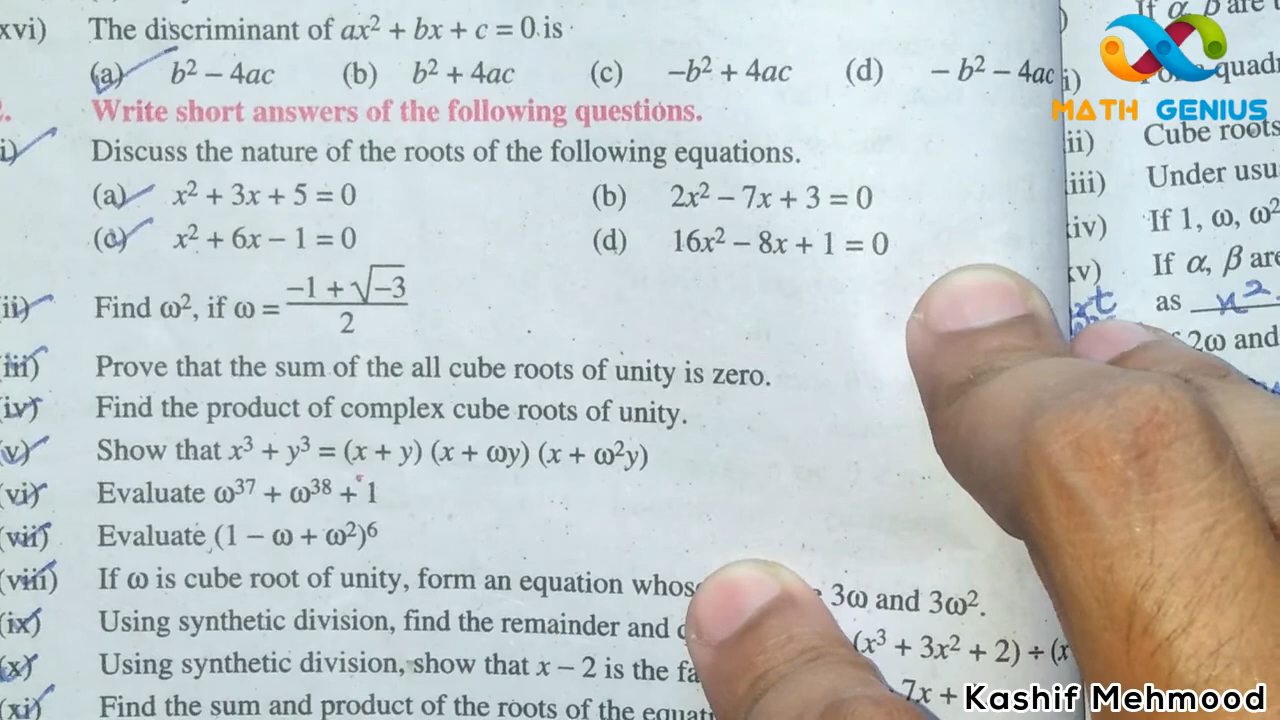 xvi) The discriminant of ax² + bx + c = 0 is
(a) b² – 4ac (b) b² + 4ac (c) –b² + 4ac (d) – b² – 4ac
Write short answers of the following questions.
i) Discuss the nature of the roots of the following equations.
(a) x² + 3x + 5 = 0 (b) 2x² – 7x + 3 = 0
(c) x² + 6x – 1 = 0 (d) 16x² – 8x + 1 = 0
(ii) Find ω², if ω = (–1 + √–3)/2
(iii) Prove that the sum of the all cube roots of unity is zero.
(iv) Find the product of complex cube roots of unity.
(v) Show that x³ + y³ = (x + y) (x + ωy) (x + ω²y)
(vi) Evaluate ω³⁷ + ω³⁸ + 1
(vii) Evaluate (1 – ω + ω²)⁶
(viii) If ω is cube root of unity, form an equation 3ω and 3ω².
(ix) Using synthetic division, find the remainder and (x³ + 3x² + 2) ÷ (x
(x) Using synthetic division, show that x – 2 is the 7x +
(xi) Find the sum and product of the roots of the
If α, β are
quad
ii) Cube roots
iii) Under
iv) If 1, ω, ω²
If α, β are
as x²
2ω and
MATH GENIUS
Kashif Mehmood